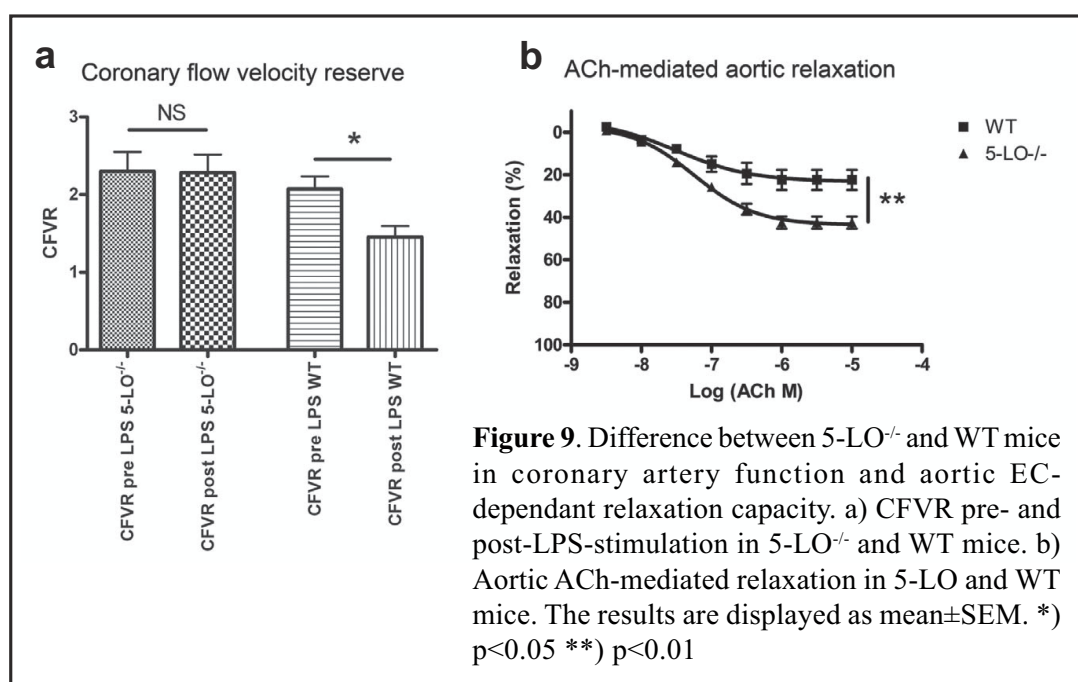 a
Coronary flow velocity reserve
3
2
1
0
CFVR
NS
*
CFVR pre LPS 5-LO-/-
CFVR post LPS 5-LO-/-
CFVR pre LPS WT
CFVR post LPS WT
b
ACh-mediated aortic relaxation
0
20
40
60
80
100
Relaxation (%)
-9 -8 -7 -6 -5 -4
Log (ACh M)
WT
5-LO-/-
**
Figure 9. Difference between 5-LO-/- and WT mice
in coronary artery function and aortic EC-
dependant relaxation capacity. a) CFVR pre- and
post-LPS-stimulation in 5-LO-/- and WT mice. b)
Aortic ACh-mediated relaxation in 5-LO and WT
mice. The results are displayed as mean±SEM. *)
p<0.05 **) p<0.01